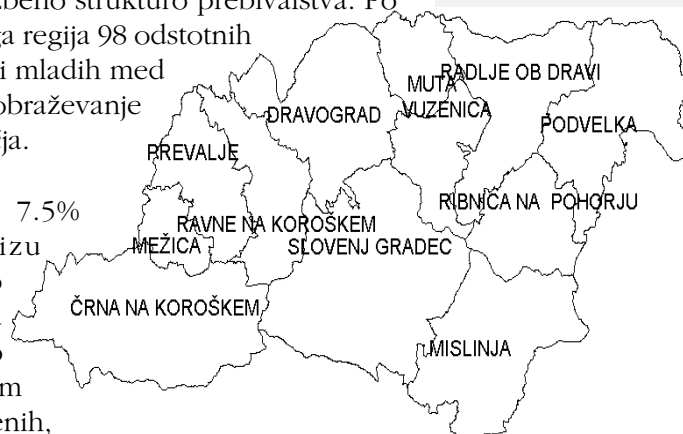 zbeno strukturo prebivalstva. Po
ga regija 98 odstotnih
i mladih med
obraževanje
ja.
7.5%
izu
m
enih,
RADLJE OB DRAVI
MUTA
VUZENICA
DRAVOGRAD
PODVELKA
PREVALJE
RIBNICA NA POHORJU
RAVNE NA KOROŠKEM
MEŽICA
SLOVENJ GRADEC
ČRNA NA KOROŠKEM
MISLINJA